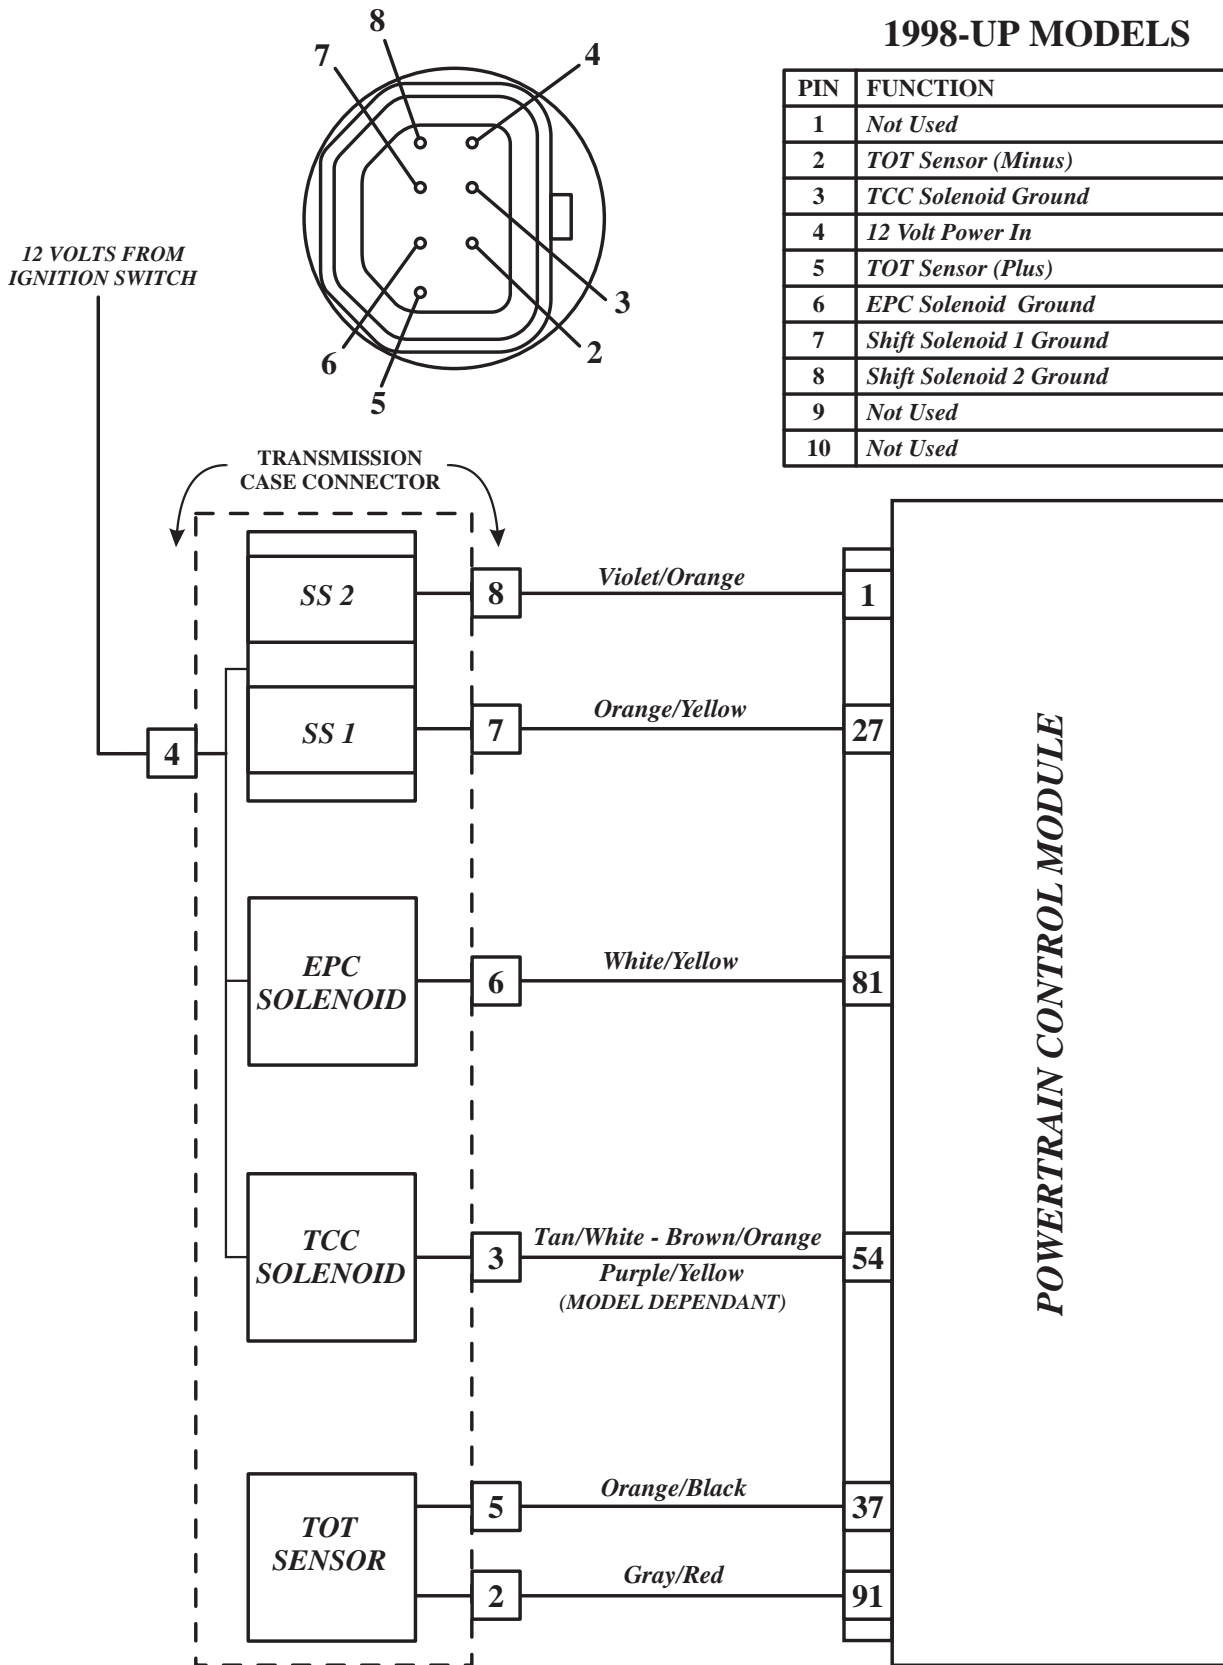 1998-UP MODELS
8
7
4
3
6
2
5
PIN FUNCTION
1 Not Used
2 TOT Sensor (Minus)
3 TCC Solenoid Ground
4 12 Volt Power In
5 TOT Sensor (Plus)
6 EPC Solenoid Ground
7 Shift Solenoid 1 Ground
8 Shift Solenoid 2 Ground
9 Not Used
10 Not Used
12 VOLTS FROM
IGNITION SWITCH
TRANSMISSION
CASE CONNECTOR
SS 2
8
Violet/Orange
1
SS 1
7
Orange/Yellow
27
4
EPC
SOLENOID
6
White/Yellow
81
TCC
SOLENOID
3
Tan/White - Brown/Orange
Purple/Yellow
(MODEL DEPENDANT)
54
TOT
SENSOR
5
Orange/Black
37
2
Gray/Red
91
POWERTRAIN CONTROL MODULE